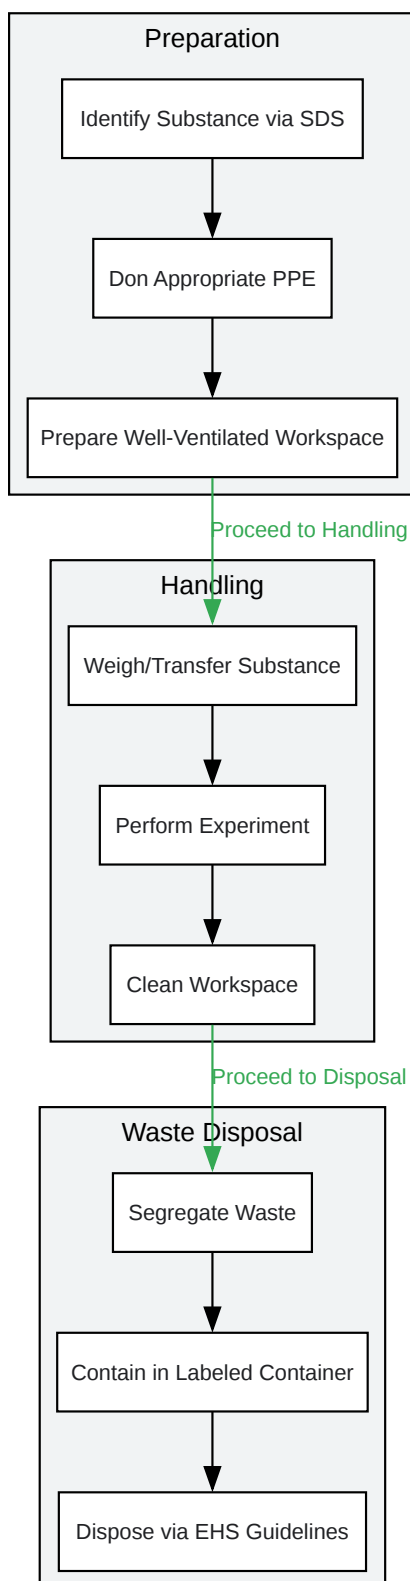 Preparation
Identify Substance via SDS
Don Appropriate PPE
Prepare Well-Ventilated Workspace
Proceed to Handling
Handling
Weigh/Transfer Substance
Perform Experiment
Clean Workspace
Proceed to Disposal
Waste Disposal
Segregate Waste
Contain in Labeled Container
Dispose via EHS Guidelines